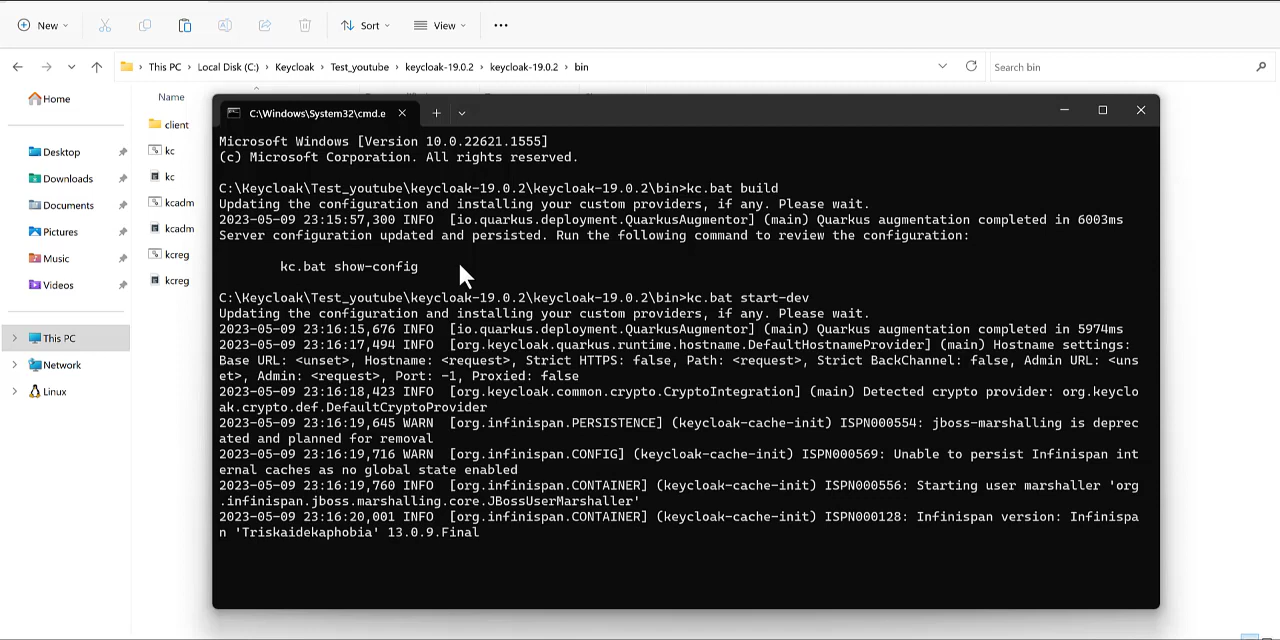 New
Sort
View
This PC > Local Disk (C:) > Keycloak > Test_youtube > keycloak-19.0.2 > keycloak-19.0.2 > bin
Search bin
Home
Desktop
Downloads
Documents
Pictures
Music
Videos
This PC
Network
Linux
Name
client
kc
kc
kcadm
kcadm
kcreg
kcreg
C:\Windows\System32\cmd.e
Microsoft Windows [Version 10.0.22621.1555]
(c) Microsoft Corporation. All rights reserved.
C:\Keycloak\Test_youtube\keycloak-19.0.2\keycloak-19.0.2\bin>kc.bat build
Updating the configuration and installing your custom providers, if any. Please wait.
2023-05-09 23:15:57,300 INFO  [io.quarkus.deployment.QuarkusAugmentor] (main) Quarkus augmentation completed in 6003ms
Server configuration updated and persisted. Run the following command to review the configuration:
kc.bat show-config
C:\Keycloak\Test_youtube\keycloak-19.0.2\keycloak-19.0.2\bin>kc.bat start-dev
Updating the configuration and installing your custom providers, if any. Please wait.
2023-05-09 23:16:15,676 INFO  [io.quarkus.deployment.QuarkusAugmentor] (main) Quarkus augmentation completed in 5974ms
2023-05-09 23:16:17,494 INFO  [org.keycloak.quarkus.runtime.hostname.DefaultHostnameProvider] (main) Hostname settings:
Base URL: <unset>, Hostname: <request>, Strict HTTPS: false, Path: <request>, Strict BackChannel: false, Admin URL: <uns
et>, Admin: <request>, Port: -1, Proxied: false
2023-05-09 23:16:18,423 INFO  [org.keycloak.common.crypto.CryptoIntegration] (main) Detected crypto provider: org.keyclo
ak.crypto.def.DefaultCryptoProvider
2023-05-09 23:16:19,645 WARN  [org.infinispan.PERSISTENCE] (keycloak-cache-init) ISPN000554: jboss-marshalling is deprec
ated and planned for removal
2023-05-09 23:16:19,716 WARN  [org.infinispan.CONFIG] (keycloak-cache-init) ISPN000569: Unable to persist Infinispan int
ernal caches as no global state enabled
2023-05-09 23:16:19,760 INFO  [org.infinispan.CONTAINER] (keycloak-cache-init) ISPN000556: Starting user marshaller 'org
.infinispan.jboss.marshalling.core.JBossUserMarshaller'
2023-05-09 23:16:20,001 INFO  [org.infinispan.CONTAINER] (keycloak-cache-init) ISPN000128: Infinispan version: Infinispa
n 'Triskaidekaphobia' 13.0.9.Final